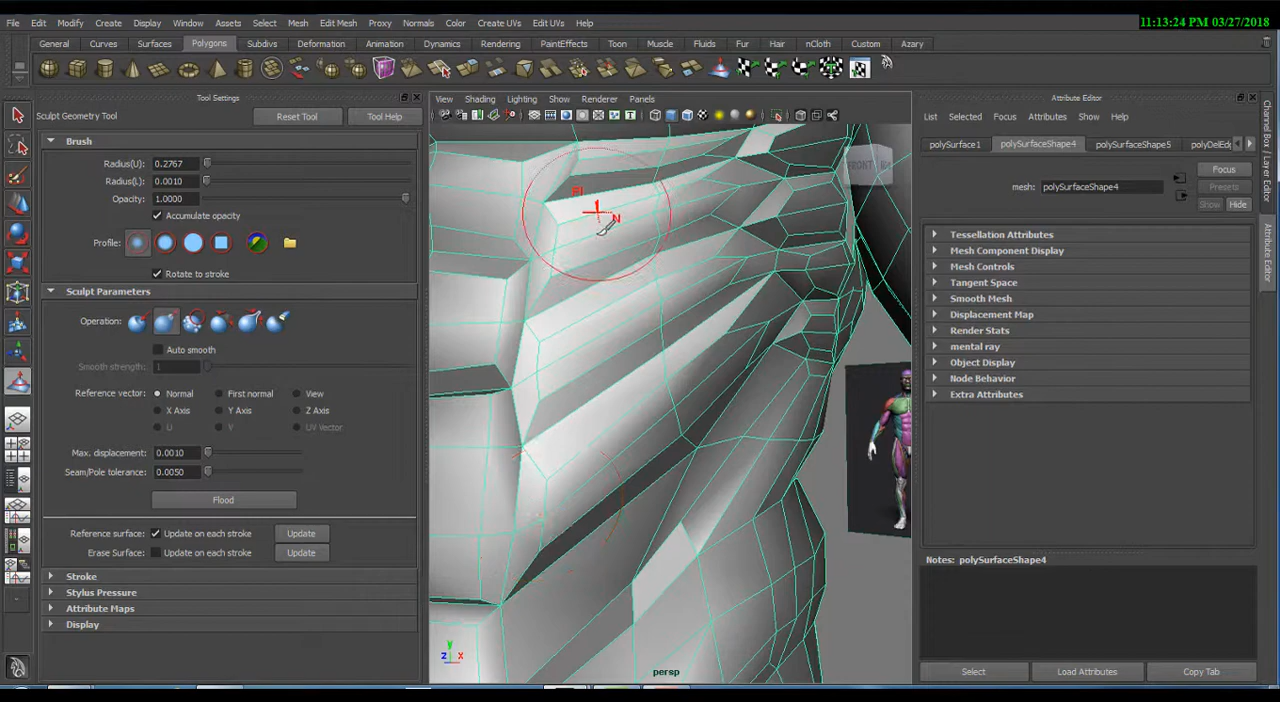 11:13:24 PM 03/27/2018
File Edit Modify Create Display Window Assets Select Mesh Edit Mesh Proxy Normals Color Create UVs Edit UVs Help
General Curves Surfaces Polygons Subdivs Deformation Animation Dynamics Rendering PaintEffects Toon Muscle Fluids Fur Hair nCloth Custom Azary
Tool Settings
Sculpt Geometry Tool Reset Tool Tool Help
Brush
Radius(U): 0.2767
Radius(L): 0.0010
Opacity: 1.0000
Accumulate opacity
Profile:
Rotate to stroke
Sculpt Parameters
Operation:
Auto smooth
Smooth strength: 1
Reference vector: Normal First normal View
X Axis Y Axis Z Axis
U V UV Vector
Max. displacement: 0.0010
Seam/Pole tolerance: 0.0050
Flood
Reference surface: Update on each stroke Update
Erase Surface: Update on each stroke Update
Stroke
Stylus Pressure
Attribute Maps
Display
View Shading Lighting Show Renderer Panels
FRONT
N
y
z x
persp
Attribute Editor
List Selected Focus Attributes Show Help
polySurface1 polySurfaceShape4 polySurfaceShape5 polyDelEdg
Focus
mesh: polySurfaceShape4 Presets
Show Hide
Tessellation Attributes
Mesh Component Display
Mesh Controls
Tangent Space
Smooth Mesh
Displacement Map
Render Stats
mental ray
Object Display
Node Behavior
Extra Attributes
Notes: polySurfaceShape4
Select Load Attributes Copy Tab
Channel Box / Layer Editor
Attribute Editor